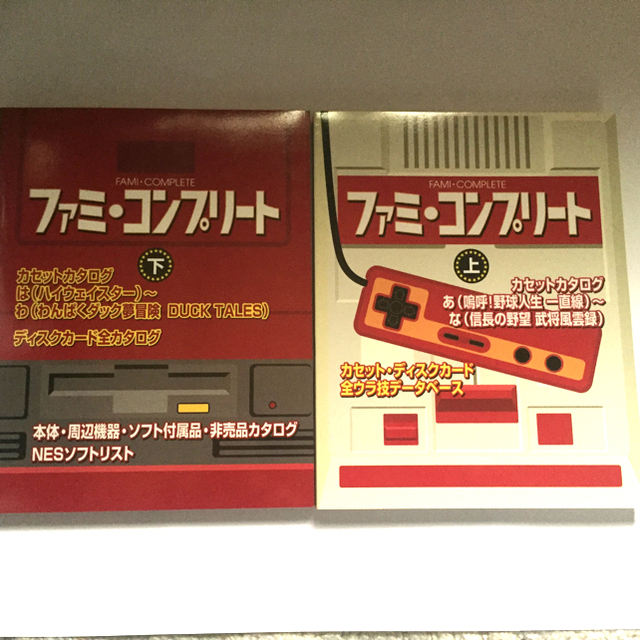 FAMI・COMPLETE
ファミ・コンプリート
下
カセットカタログ
は(ハイウェイスター)〜
わ(わんぱくダック夢冒険 DUCK TALES)
ディスクカード全カタログ
本体・周辺機器・ソフト付属品・非売品カタログ
NESソフトリスト
FAMI・COMPLETE
ファミ・コンプリート
上
カセットカタログ
あ(嗚呼!野球人生一直線)〜
な(信長の野望 武将風雲録)
カセット・ディスクカード
全ウラ技データベース